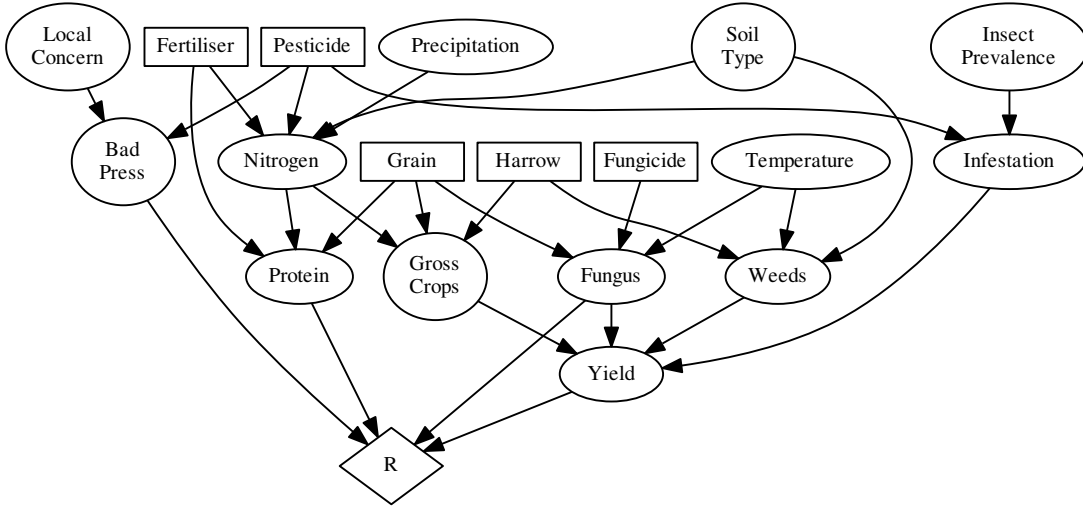 Local
Concern
Fertiliser
Pesticide
Precipitation
Soil
Type
Insect
Prevalence
Bad
Press
Nitrogen
Grain
Harrow
Fungicide
Temperature
Infestation
Protein
Gross
Crops
Fungus
Weeds
Yield
R